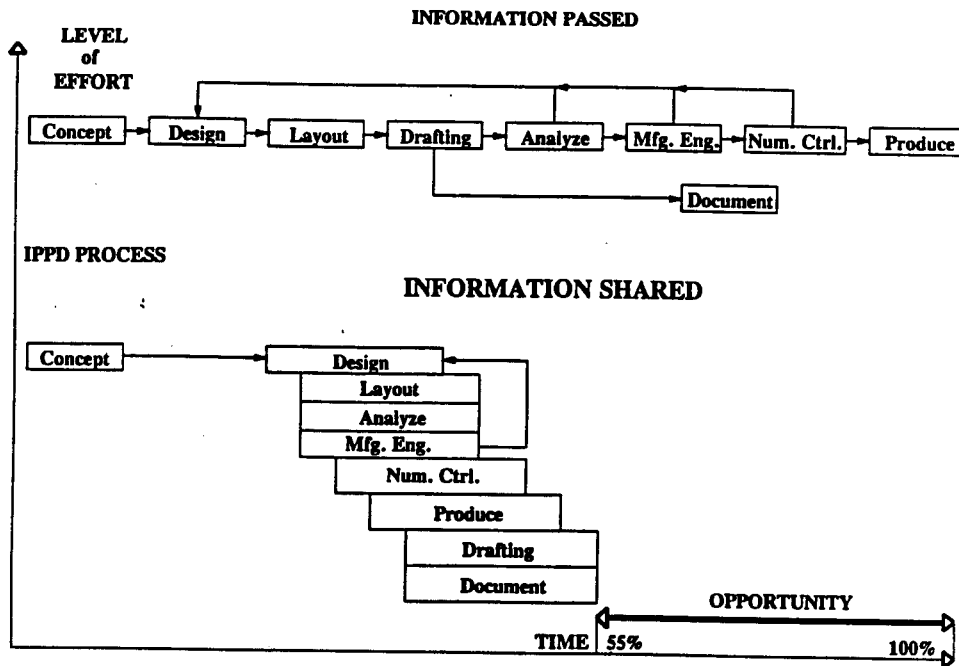 INFORMATION PASSED
LEVEL
of
EFFORT
Concept
Design
Layout
Drafting
Analyze
Mfg. Eng.
Num. Ctrl.
Produce
Document
IPPD PROCESS
INFORMATION SHARED
Concept
Design
Layout
Analyze
Mfg. Eng.
Num. Ctrl.
Produce
Drafting
Document
OPPORTUNITY
TIME
55%
100%